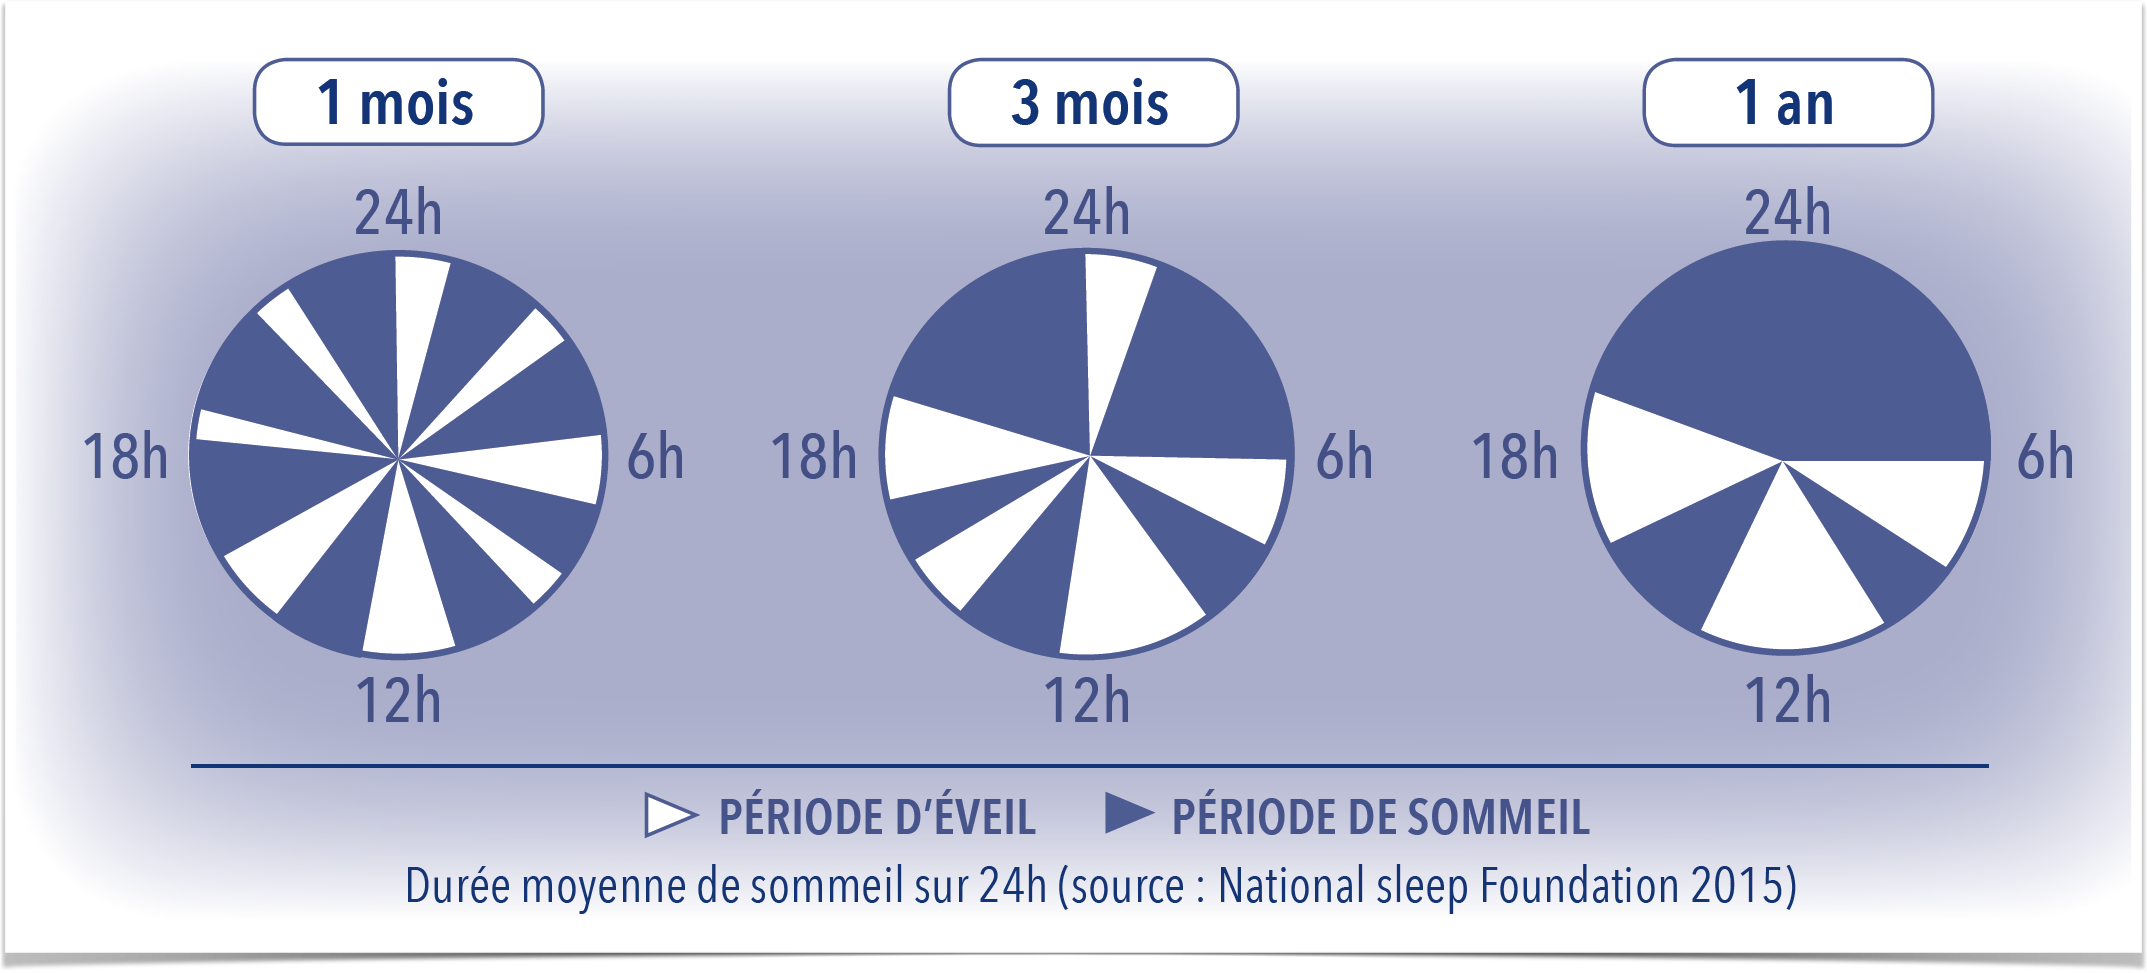 1 mois
3 mois
1 an
24h
24h
24h
18h
6h
18h
6h
18h
6h
12h
12h
12h
PÉRIODE D'ÉVEIL
PÉRIODE DE SOMMEIL
Durée moyenne de sommeil sur 24h (source : National sleep Foundation 2015)